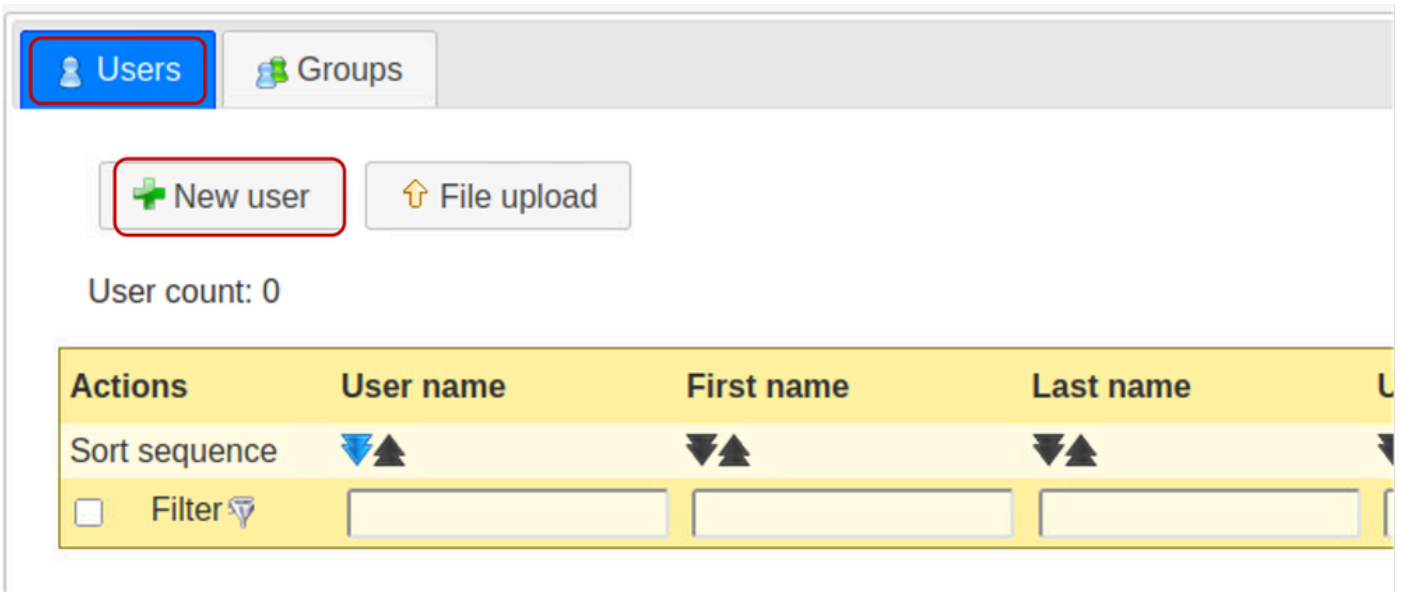 Users Groups
New user File upload
User count: 0
Actions User name First name Last name
Sort sequence
Filter